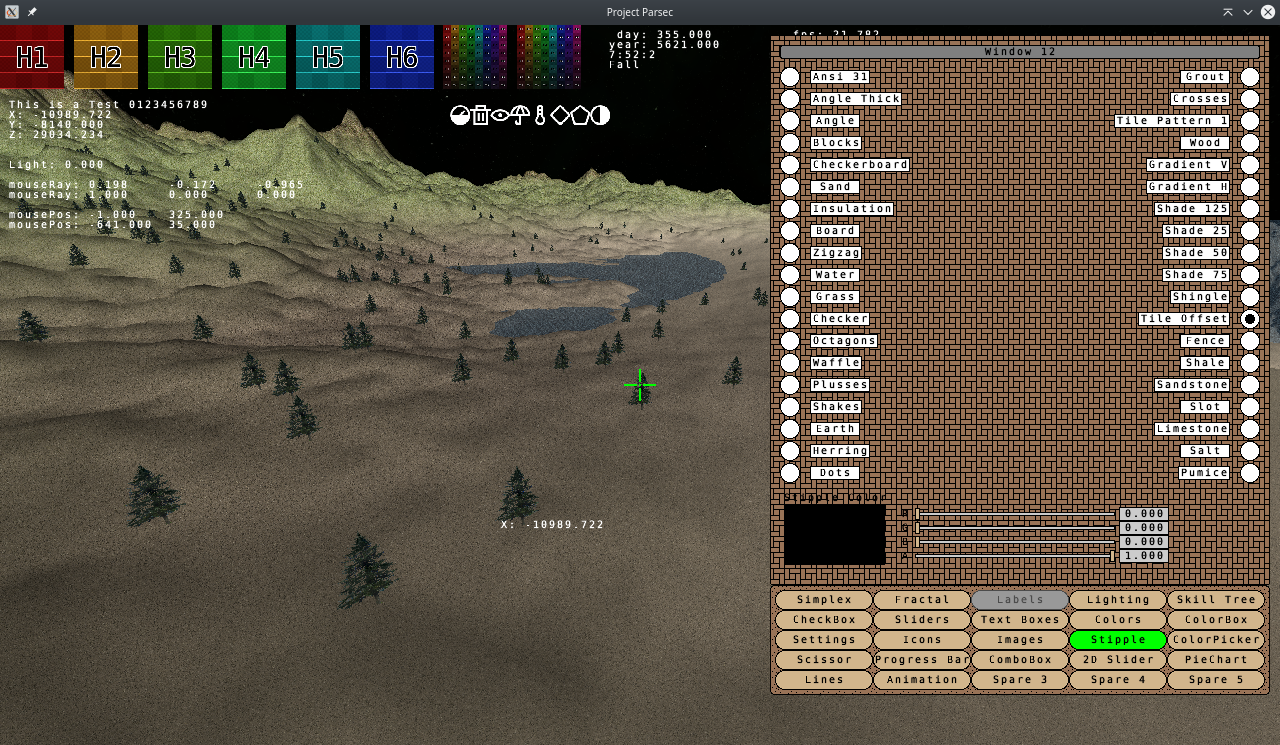 Project Parsec
H1 H2 H3 H4 H5 H6
day: 355.000
year: 5621.000
7:52:2
Fall
fps: 21.792
This is a Test 0123456789
X: -10989.722
Y: -8140.000
Z: 29034.234
Light: 0.000
mouseRay: 0.198 -0.172 -0.965
mouseRay: 1.000 0.000 0.000
mousePos: -1.000 325.000
mousePos: -641.000 35.000
X: -10989.722
Window 12
Ansi 31 Grout
Angle Thick Crosses
Angle Tile Pattern 1
Blocks Wood
Checkerboard Gradient V
Sand Gradient H
Insulation Shade 125
Board Shade 25
Zigzag Shade 50
Water Shade 75
Grass Shingle
Checker Tile Offset
Octagons Fence
Waffle Shale
Plusses Sandstone
Shakes Slot
Earth Limestone
Herring Salt
Dots Pumice
Stipple Color
R 0.000
G 0.000
B 0.000
A 1.000
Simplex Fractal Labels Lighting Skill Tree
CheckBox Sliders Text Boxes Colors ColorBox
Settings Icons Images Stipple ColorPicker
Scissor Progress Bar ComboBox 2D Slider PieChart
Lines Animation Spare 3 Spare 4 Spare 5